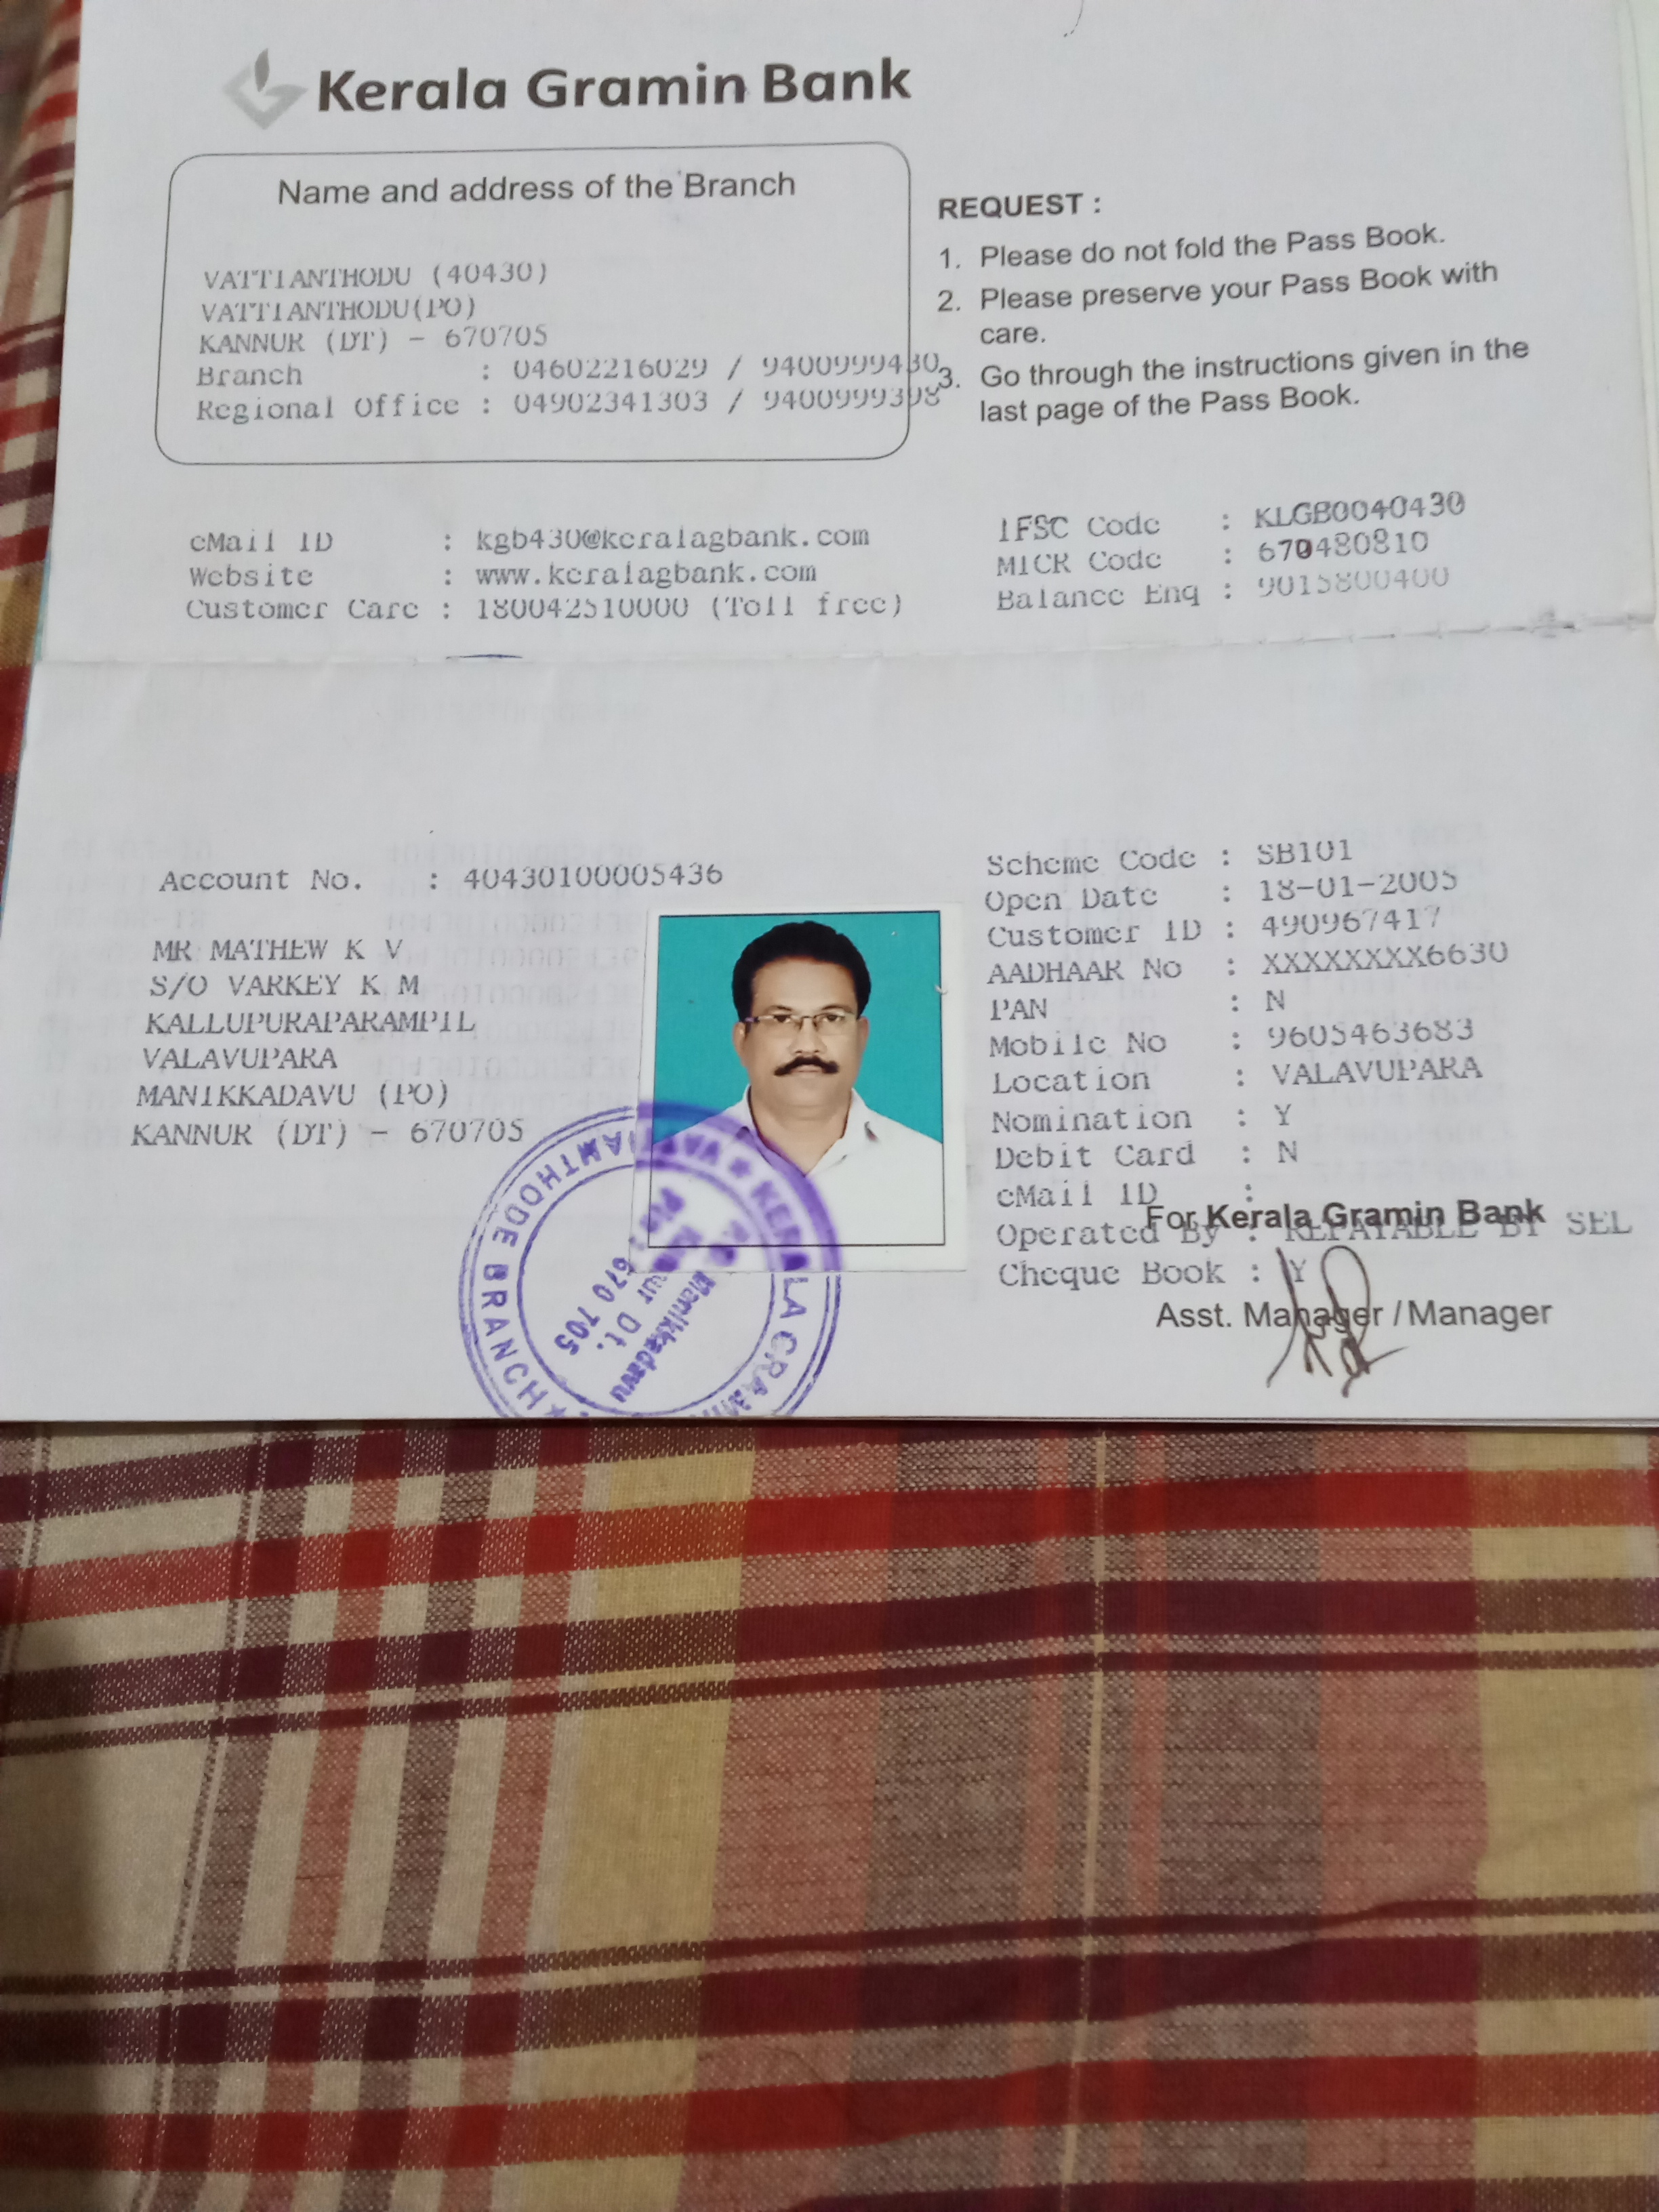 Kerala Gramin Bank
Name and address of the Branch
VATTIANTHODU (40430)
VATTIANTHODU(PO)
KANNUR (DT) - 670705
Branch : 04602216029 / 9400999430
Regional Office : 04902341303 / 9400999398
REQUEST :
1. Please do not fold the Pass Book.
2. Please preserve your Pass Book with
care.
3. Go through the instructions given in the
last page of the Pass Book.
eMail ID : kgb430@keralagbank.com
Website : www.keralagbank.com
Customer Care : 180042510000 (Toll free)
IFSC Code : KLGB0040430
MICR Code : 670480810
Balance Enq : 9015800400
Account No. : 40430100005436
MR MATHEW K V
S/O VARKEY K M
KALLUPURAPARAMPIL
VALAVUPARA
MANIKKADAVU (PO)
KANNUR (DT) - 670705
Scheme Code : SB101
Open Date : 18-01-2005
Customer ID : 490967417
AADHAAR No : XXXXXXXX6630
PAN : N
Mobile No : 9605463683
Location : VALAVUPARA
Nomination : Y
Debit Card : N
eMail ID :
For Kerala Gramin Bank
Operated By : REPAYABLE BY SEL
Cheque Book : Y
Asst. Manager / Manager
KERALA GRAMIN
BRANCH
Manikkadavu
Dt.
670 705